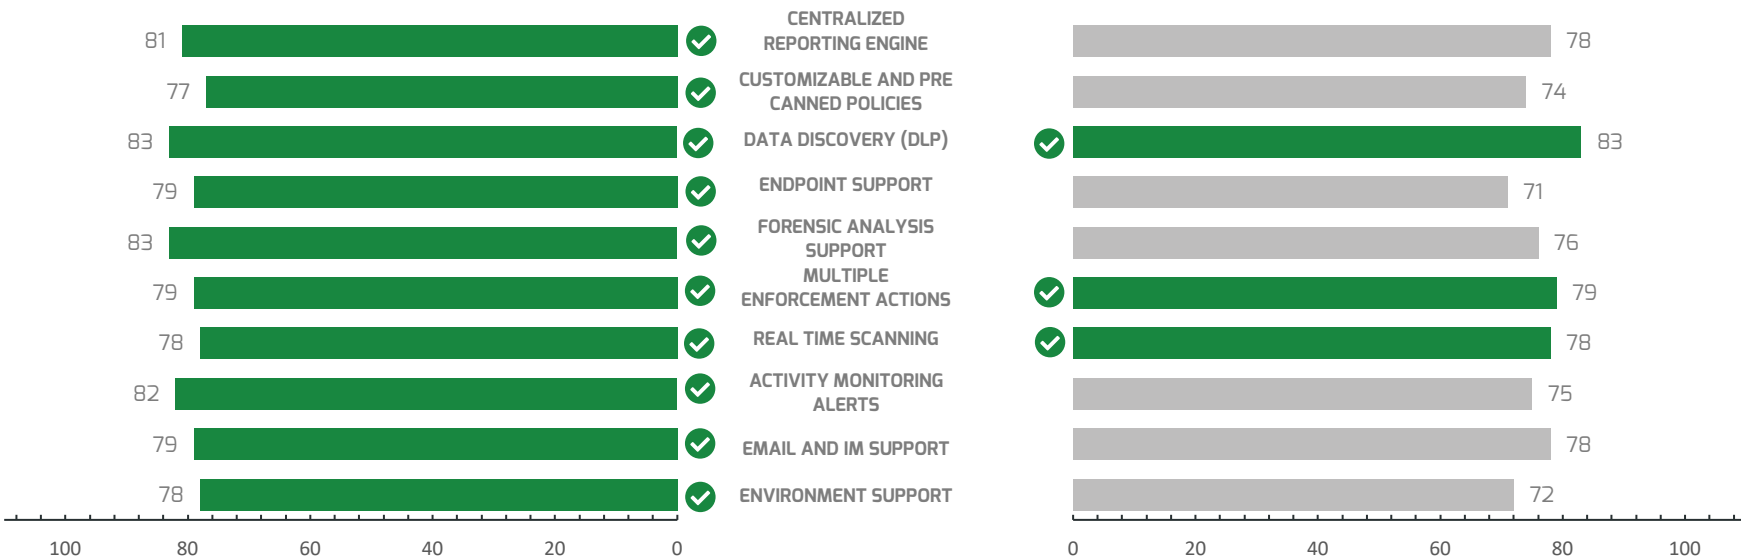 CENTRALIZED
81 REPORTING ENGINE 78
CUSTOMIZABLE AND PRE
77 CANNED POLICIES 74
83 DATA DISCOVERY (DLP) 83
79 ENDPOINT SUPPORT 71
FORENSIC ANALYSIS
83 SUPPORT 76
MULTIPLE
79 ENFORCEMENT ACTIONS 79
78 REAL TIME SCANNING 78
ACTIVITY MONITORING
82 ALERTS 75
79 EMAIL AND IM SUPPORT 78
78 ENVIRONMENT SUPPORT 72
100 80 60 40 20 0 0 20 40 60 80 100